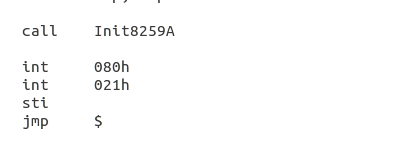 call Init8259A
int 080h
int 021h
sti
jmp $